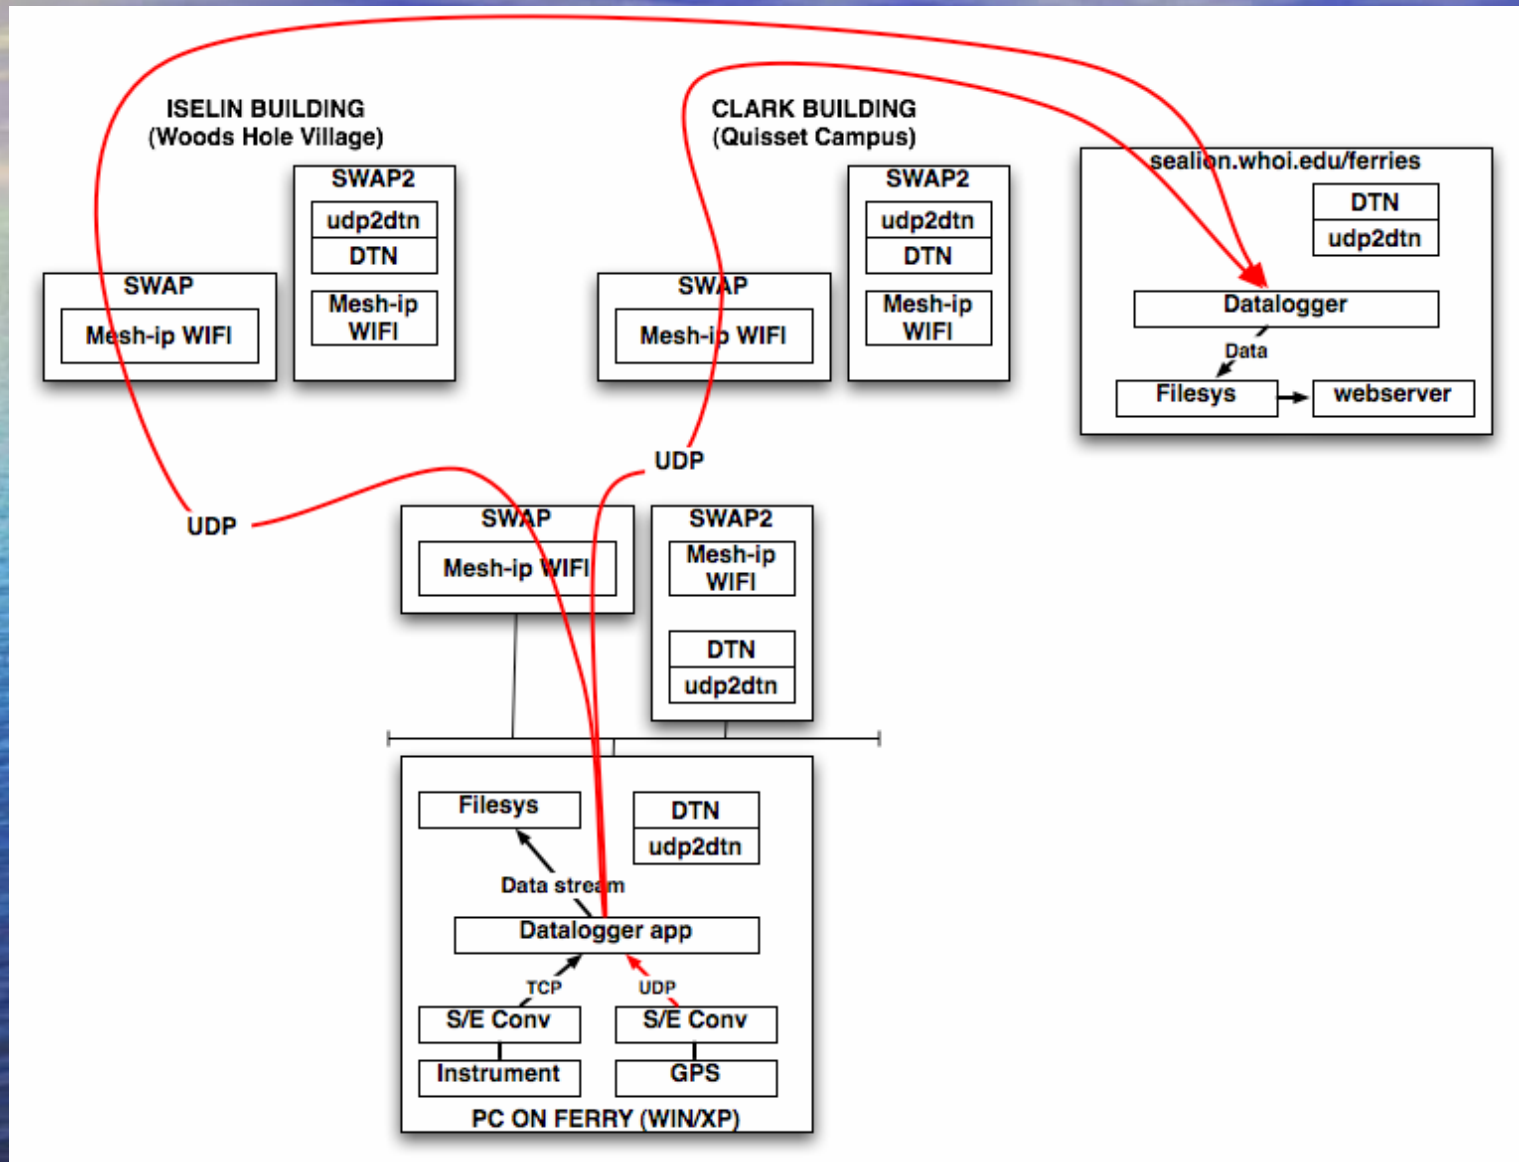 ISELIN BUILDING
(Woods Hole Village)
SWAP
Mesh-ip WIFI
SWAP2
udp2dtn
DTN
Mesh-ip
WIFI
CLARK BUILDING
(Quisset Campus)
SWAP
Mesh-ip WIFI
SWAP2
udp2dtn
DTN
Mesh-ip
WIFI
sealion.whoi.edu/ferries
DTN
udp2dtn
Datalogger
Data
Filesys
webserver
UDP
UDP
SWAP
Mesh-ip WIFI
SWAP2
Mesh-ip
WIFI
DTN
udp2dtn
Filesys
DTN
udp2dtn
Data stream
Datalogger app
TCP
UDP
S/E Conv
S/E Conv
Instrument
GPS
PC ON FERRY (WIN/XP)